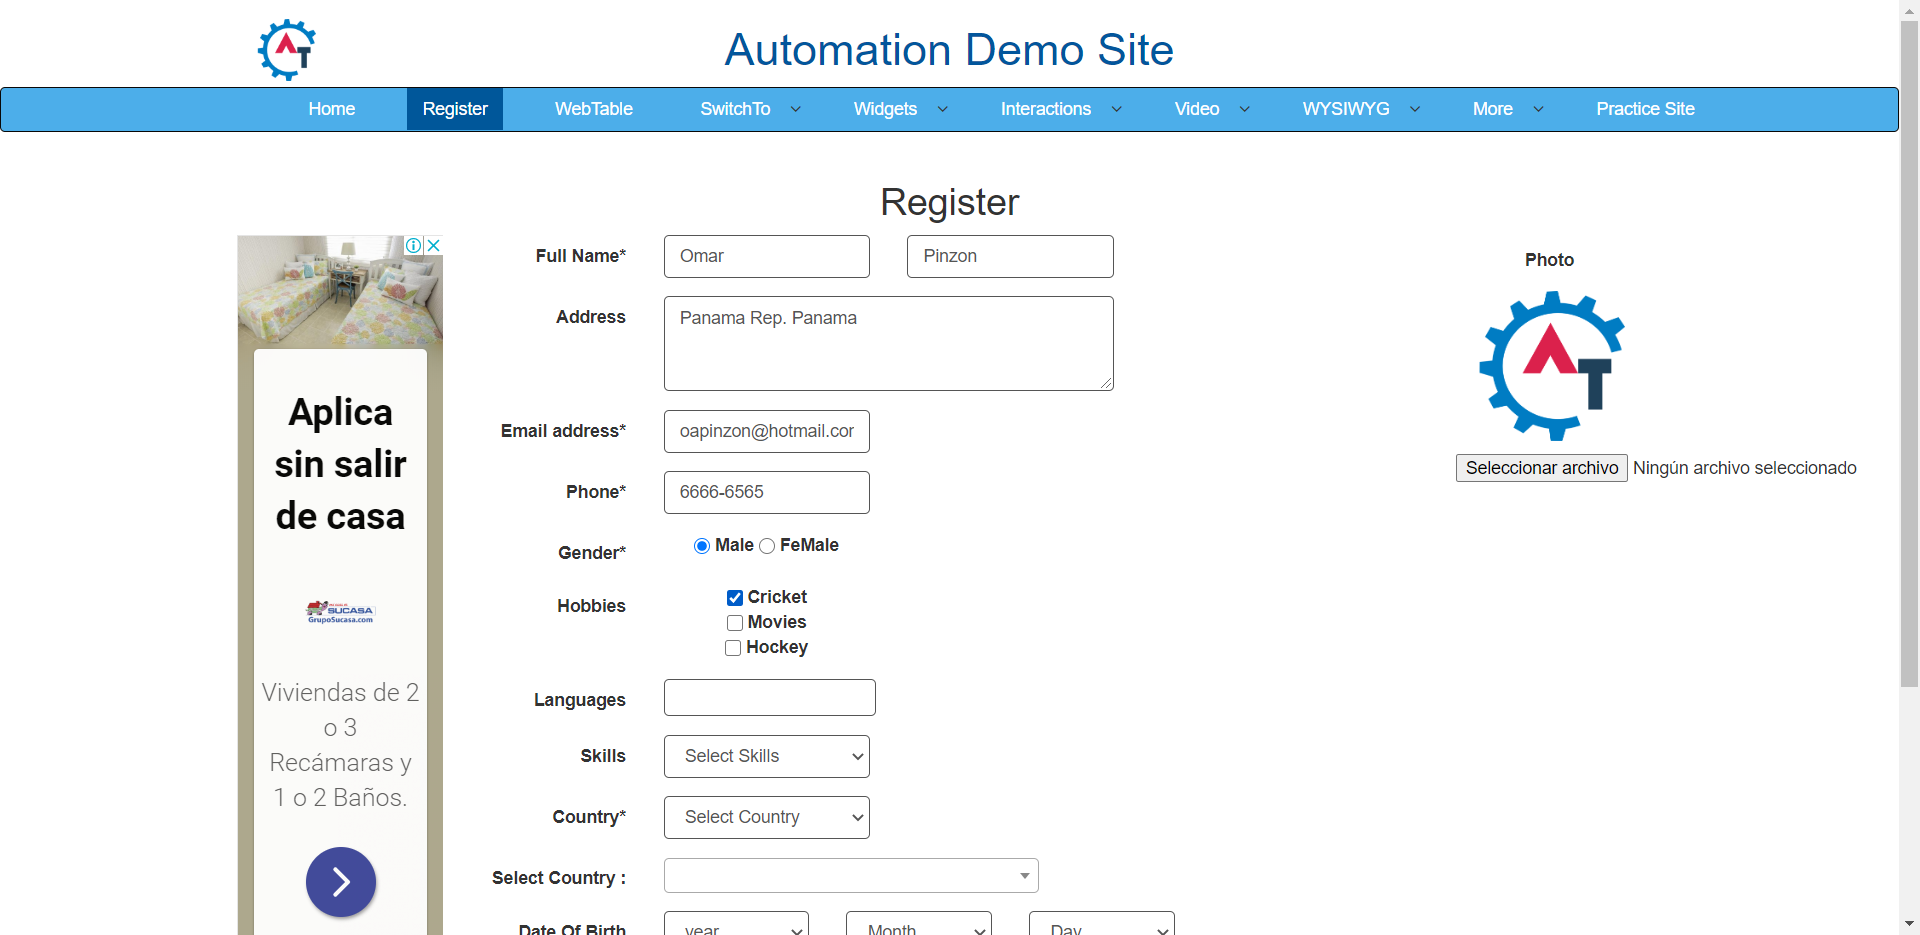 AT
Automation Demo Site
Home Register WebTable SwitchTo Widgets Interactions Video WYSIWYG More Practice Site
Register
Full Name* Omar Pinzon
Photo
Address Panama Rep. Panama
AT
Email address* oapinzon@hotmail.cor
Seleccionar archivo Ningún archivo seleccionado
Phone* 6666-6565
Gender* Male FeMale
Hobbies Cricket
Movies
Hockey
Languages
Skills Select Skills
Country* Select Country
Select Country :
Date Of Birth year Month Day
Aplica
sin salir
de casa
SUCASA
GrupoSucasa.com
Viviendas de 2
o 3
Recámaras y
1 o 2 Baños.